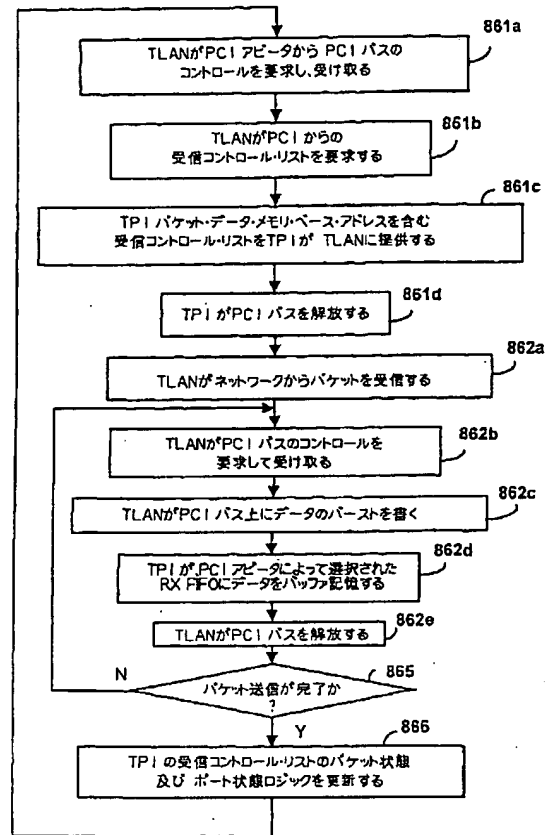 861a
TLANがPCIアビータからPCIバスの
コントロールを要求し、受け取る
861b
TLANがPCIからの
受信コントロール・リストを要求する
861c
TPIパケット・データ・メモリ・ベース・アドレスを含む
受信コントロール・リストをTPIがTLANに提供する
861d
TPIがPCIバスを解放する
862a
TLANがネットワークからパケットを受信する
862b
TLANがPCIバスのコントロールを
要求して受け取る
862c
TLANがPCIバス上にデータのバーストを書く
862d
TPIが、PCIアビータによって選択された
RX FIFOにデータをバッファ記憶する
862e
TLANがPCIバスを解放する
865
N
パケット送信が完了か
?
Y
866
TPIの受信コントロール・リストのパケット状態
及びポート状態ロジックを更新する